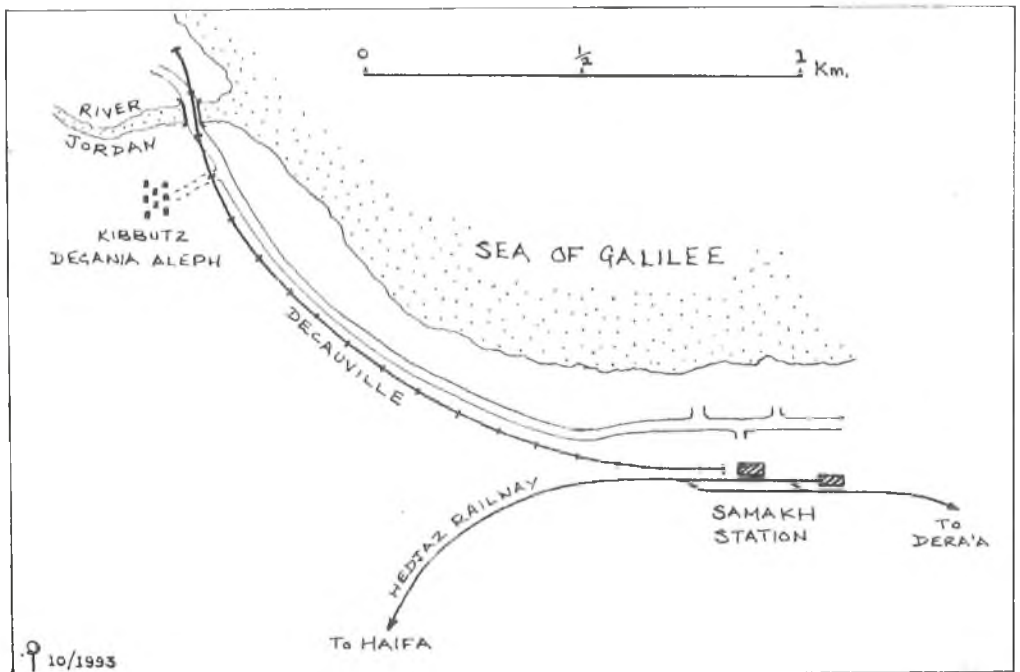 0 1/2 1 Km.
RIVER
JORDAN
KIBBUTZ
DEGANIA ALEPH
SEA OF GALILEE
DECAUVILLE
HEDJAZ RAILWAY
SAMAKH
STATION
TO
DERA'A
To HAIFA
10/1993